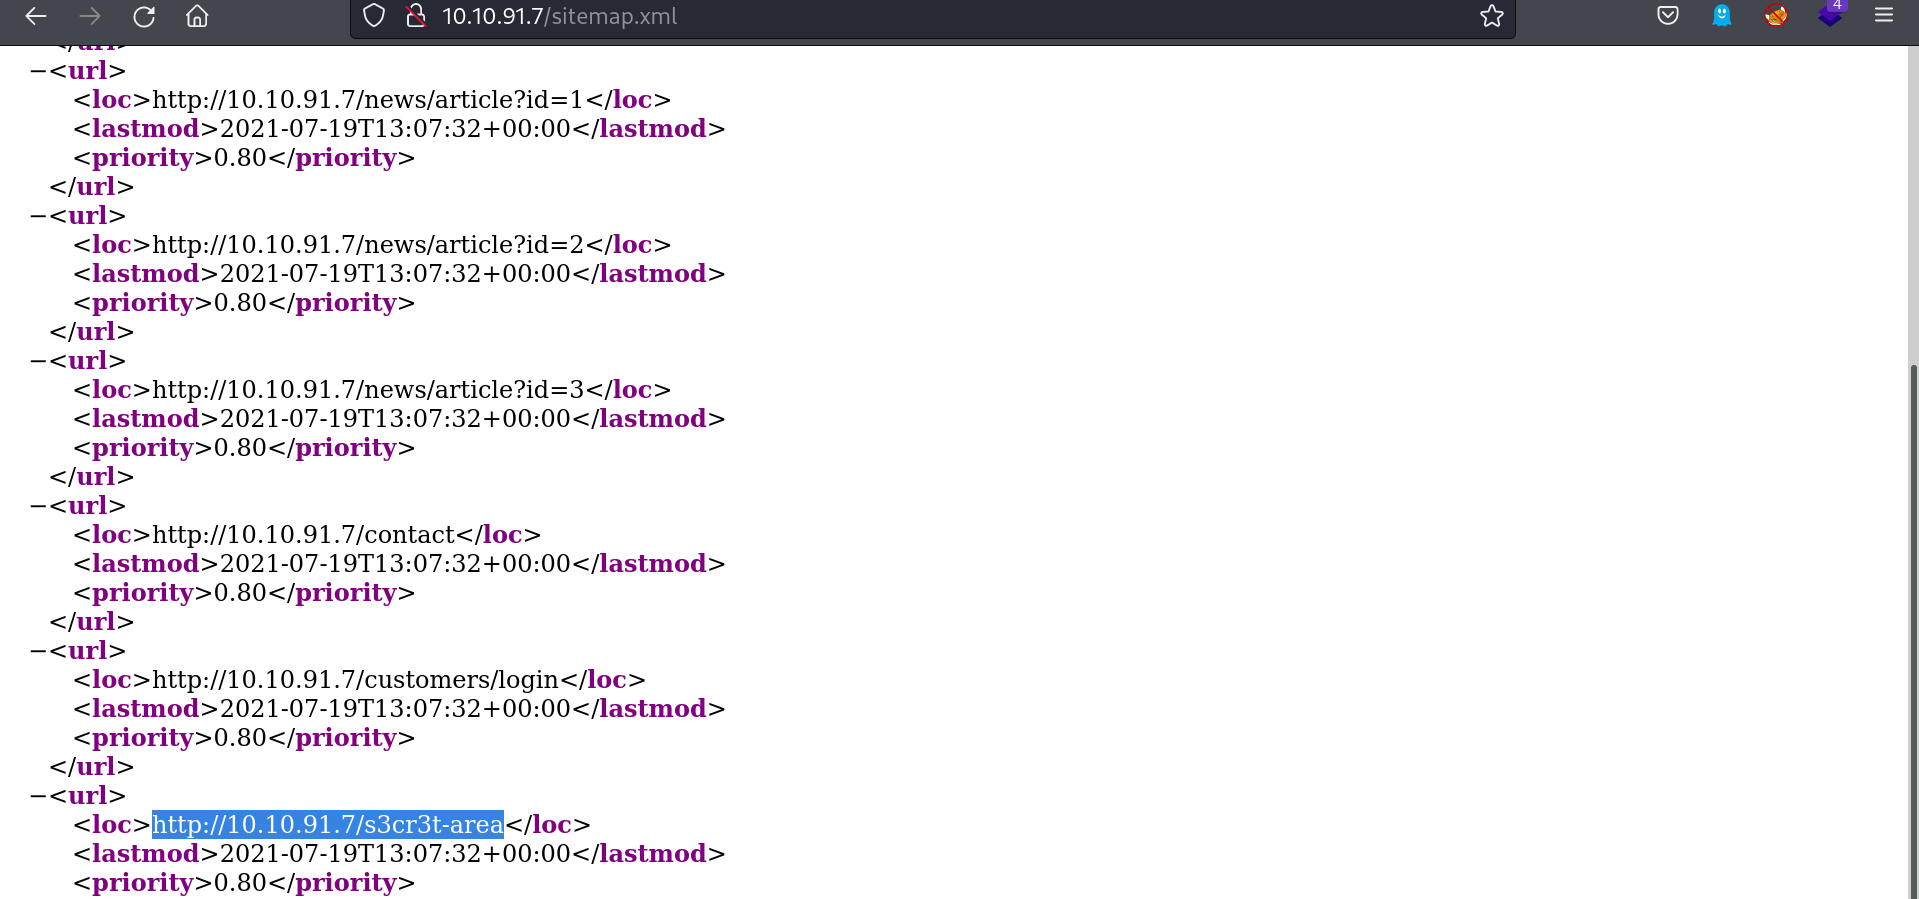 10.10.91.7/sitemap.xml
4
</url>
−<url>
<loc>http://10.10.91.7/news/article?id=1</loc>
<lastmod>2021-07-19T13:07:32+00:00</lastmod>
<priority>0.80</priority>
</url>
−<url>
<loc>http://10.10.91.7/news/article?id=2</loc>
<lastmod>2021-07-19T13:07:32+00:00</lastmod>
<priority>0.80</priority>
</url>
−<url>
<loc>http://10.10.91.7/news/article?id=3</loc>
<lastmod>2021-07-19T13:07:32+00:00</lastmod>
<priority>0.80</priority>
</url>
−<url>
<loc>http://10.10.91.7/contact</loc>
<lastmod>2021-07-19T13:07:32+00:00</lastmod>
<priority>0.80</priority>
</url>
−<url>
<loc>http://10.10.91.7/customers/login</loc>
<lastmod>2021-07-19T13:07:32+00:00</lastmod>
<priority>0.80</priority>
</url>
−<url>
<loc>http://10.10.91.7/s3cr3t-area</loc>
<lastmod>2021-07-19T13:07:32+00:00</lastmod>
<priority>0.80</priority>